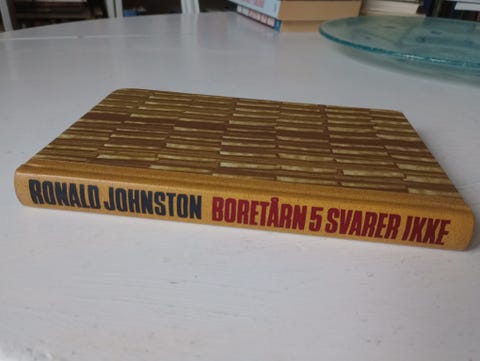 RONALD JOHNSTON BORETÅRN 5 SVARER IKKE